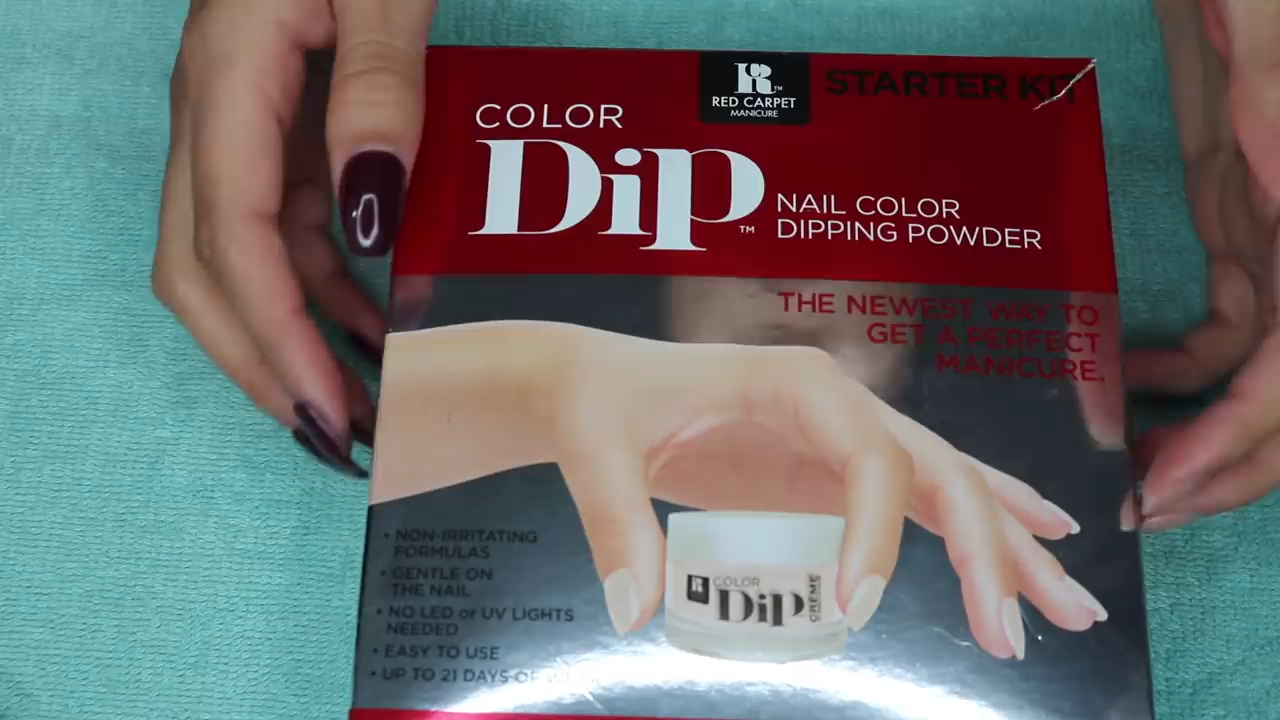 RED CARPET
MANICURE
STARTER KIT
COLOR
Dip™
NAIL COLOR
DIPPING POWDER
THE NEWEST WAY TO
GET A PERFECT
MANICURE.
• NON-IRRITATING
FORMULAS
• GENTLE ON
THE NAIL
• NO LED or UV LIGHTS
NEEDED
• EASY TO USE
• UP TO 21 DAYS OF
COLOR
Dip
CRÈME